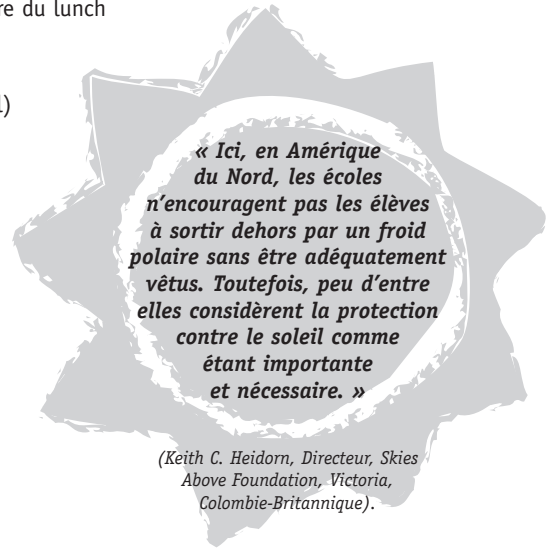 re du lunch
)
« Ici, en Amérique
du Nord, les écoles
n’encouragent pas les élèves
à sortir dehors par un froid
polaire sans être adéquatement
vêtus. Toutefois, peu d’entre
elles considèrent la protection
contre le soleil comme
étant importante
et nécessaire. »
(Keith C. Heidorn, Directeur, Skies
Above Foundation, Victoria,
Colombie-Britannique).